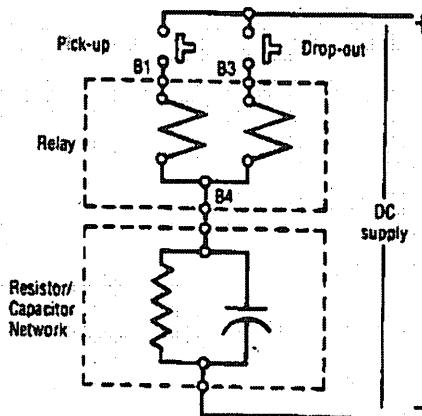 +
Pick-up
Drop-out
B1
B3
Relay
B4
DC
supply
Resistor/
Capacitor
Network
-